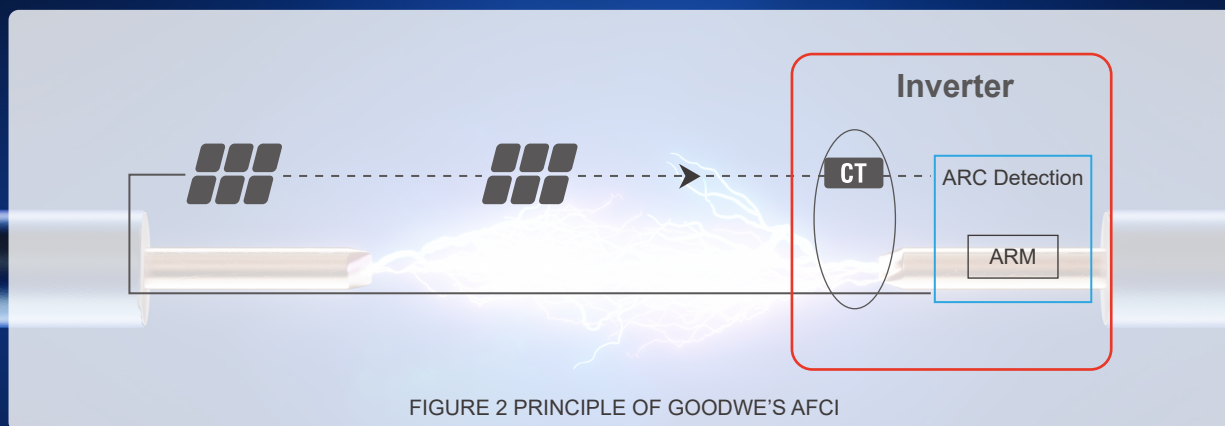 Inverter
CT
ARC Detection
ARM
FIGURE 2 PRINCIPLE OF GOODWE'S AFCI